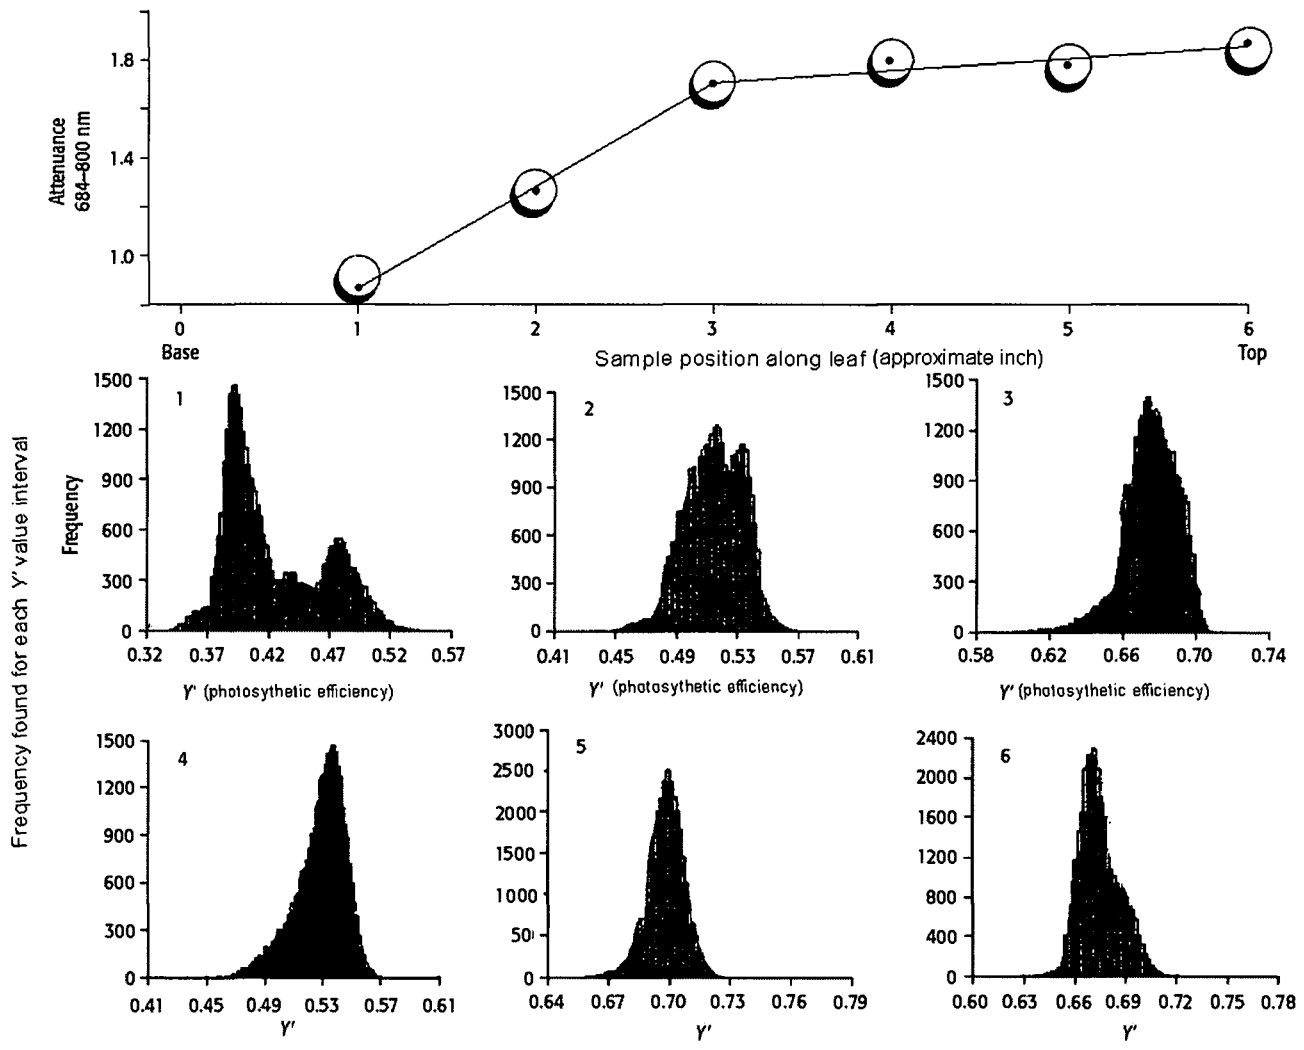 1.8
1.4
1.0
Attenuance
684–800 nm
0 1 2 3 4 5 6
Base
Sample position along leaf (approximate inch)
Top
Frequency found for each Y' value interval
Frequency
1
1500
1200
900
600
300
0
0.32 0.37 0.42 0.47 0.52 0.57
Y' (photosythetic efficiency)
2
1500
1200
900
600
300
0
0.41 0.45 0.49 0.53 0.57 0.61
Y' (photosythetic efficiency)
3
1500
1200
900
600
300
0
0.58 0.62 0.66 0.70 0.74
Y' (photosythetic efficiency)
4
1500
1200
900
600
300
0
0.41 0.45 0.49 0.53 0.57 0.61
Y'
5
3000
2500
2000
1500
1000
50
0
0.64 0.67 0.70 0.73 0.76 0.79
Y'
6
2400
2000
1600
1200
800
400
0
0.60 0.63 0.66 0.69 0.72 0.75 0.78
Y'